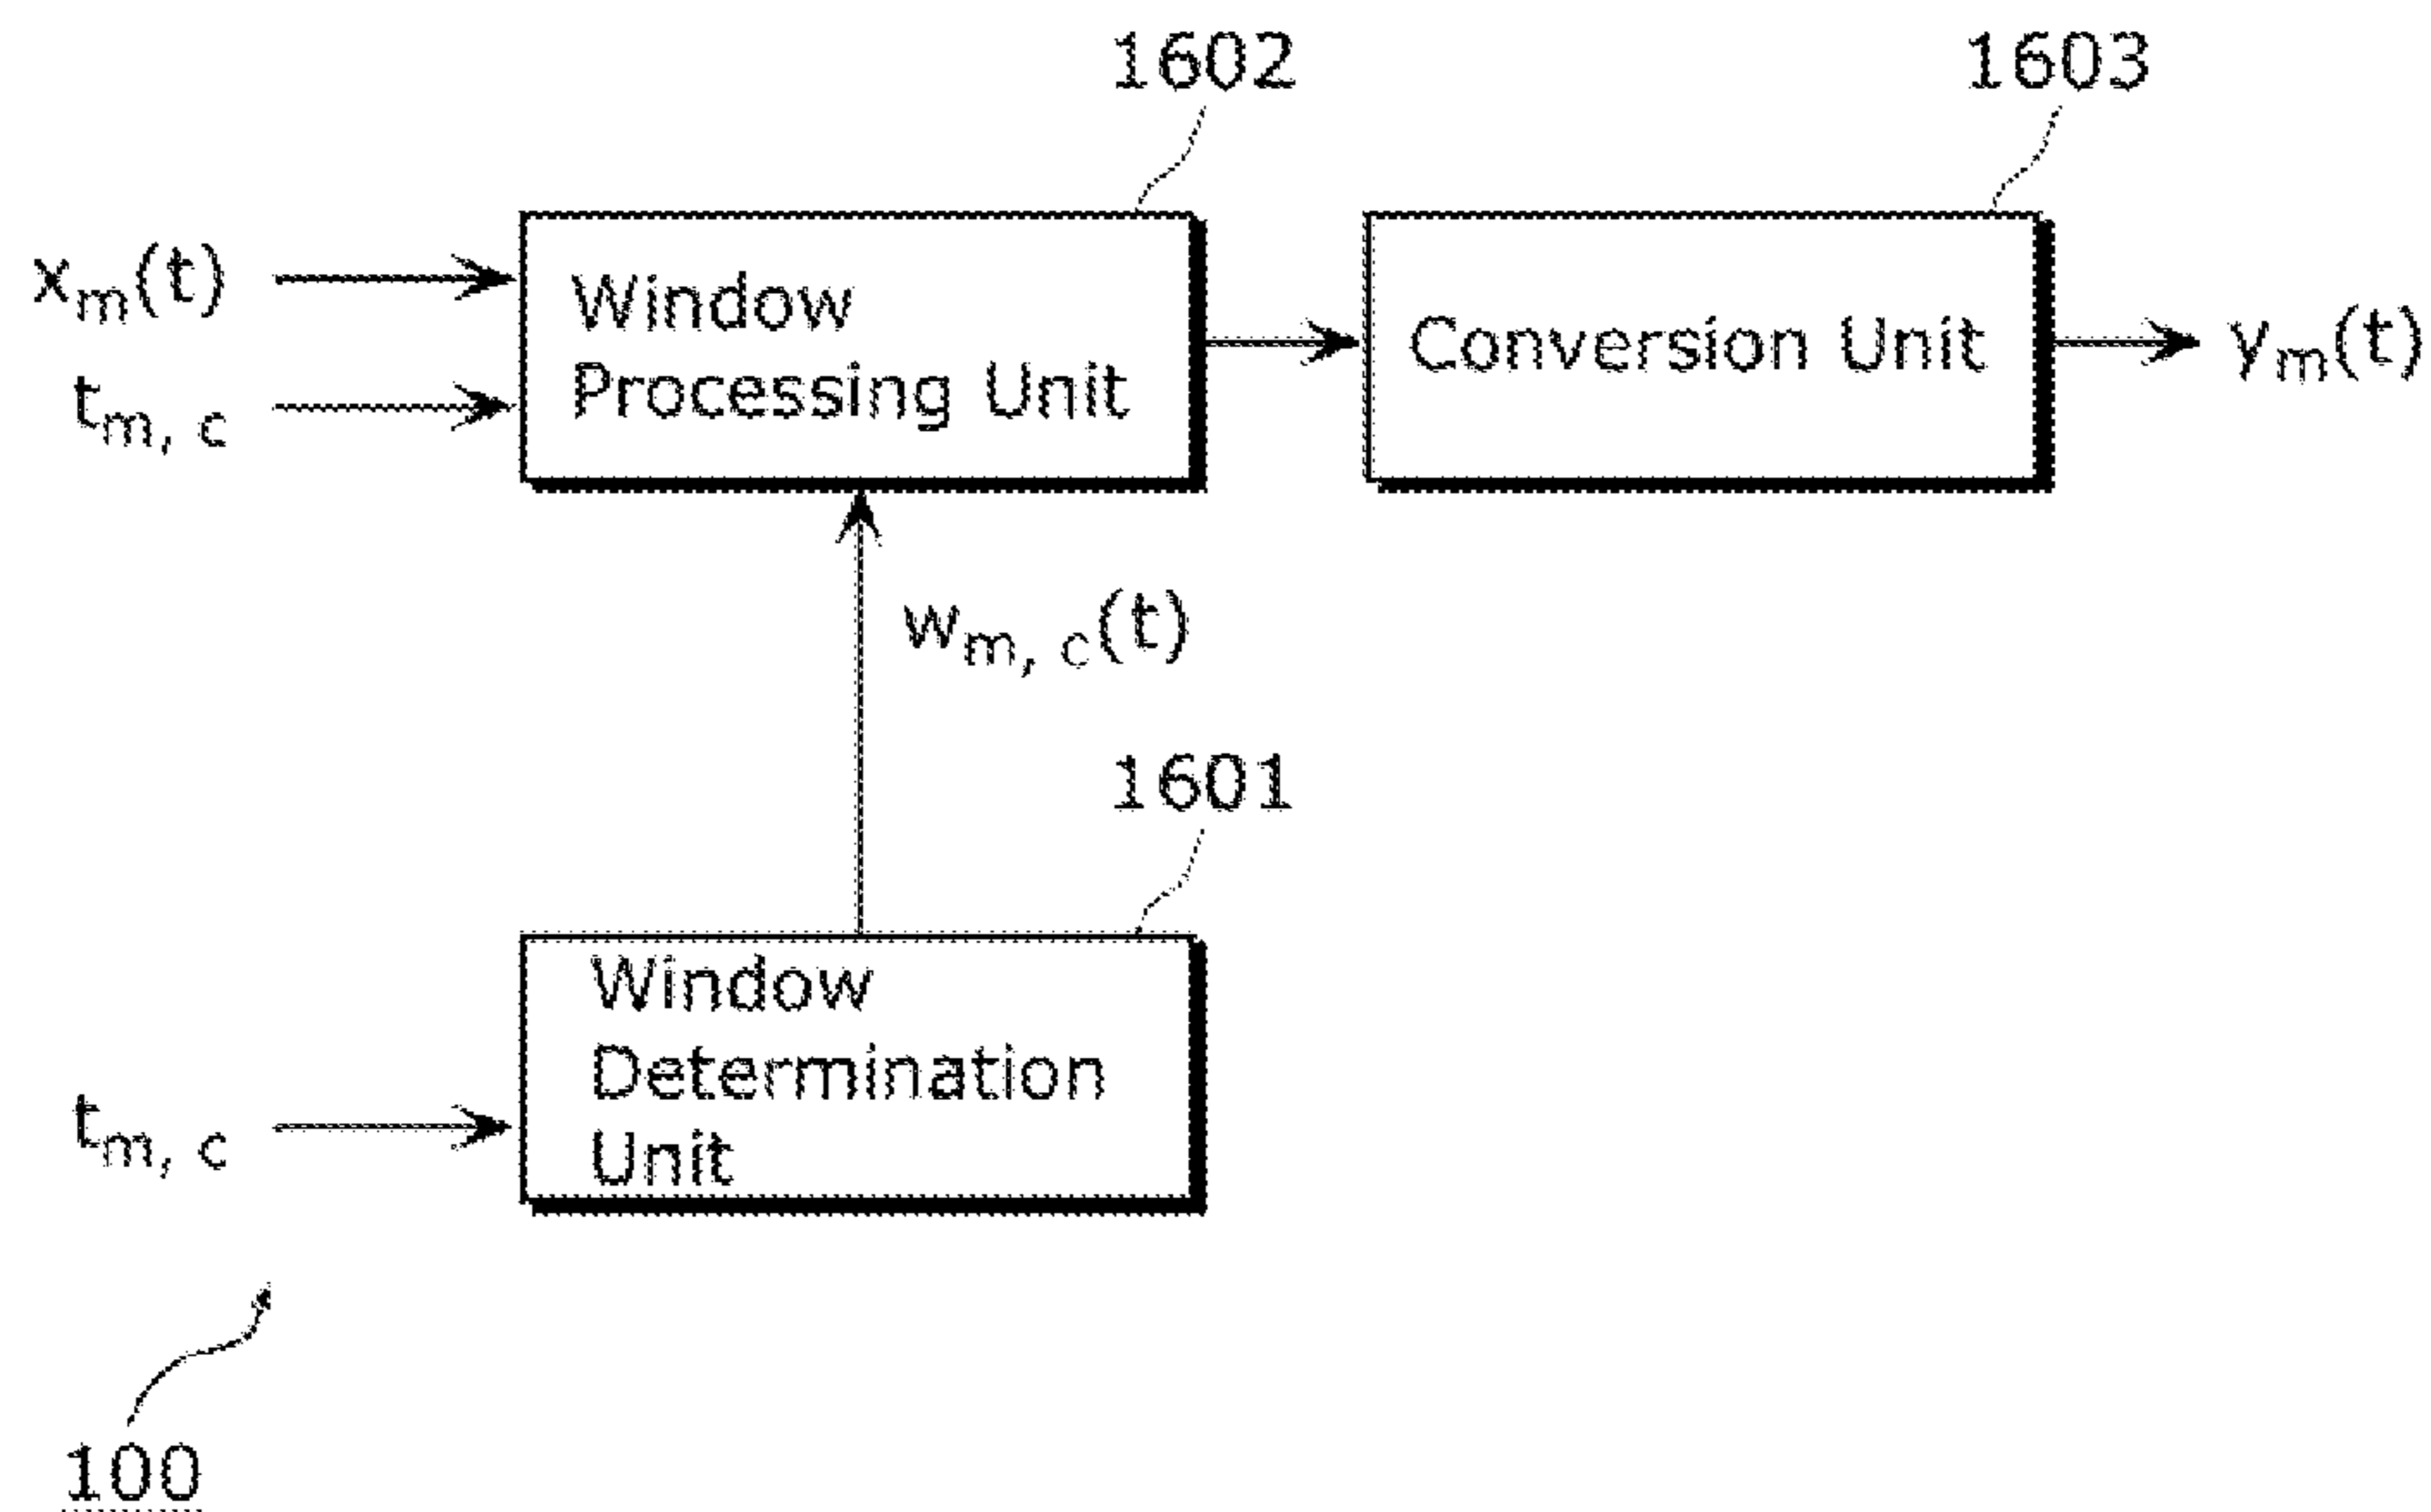 1602
1603
xm(t)
Window
Processing Unit
Conversion Unit
ym(t)
tm, c
wm, c(t)
1601
Window
Determination
Unit
tm, c
100